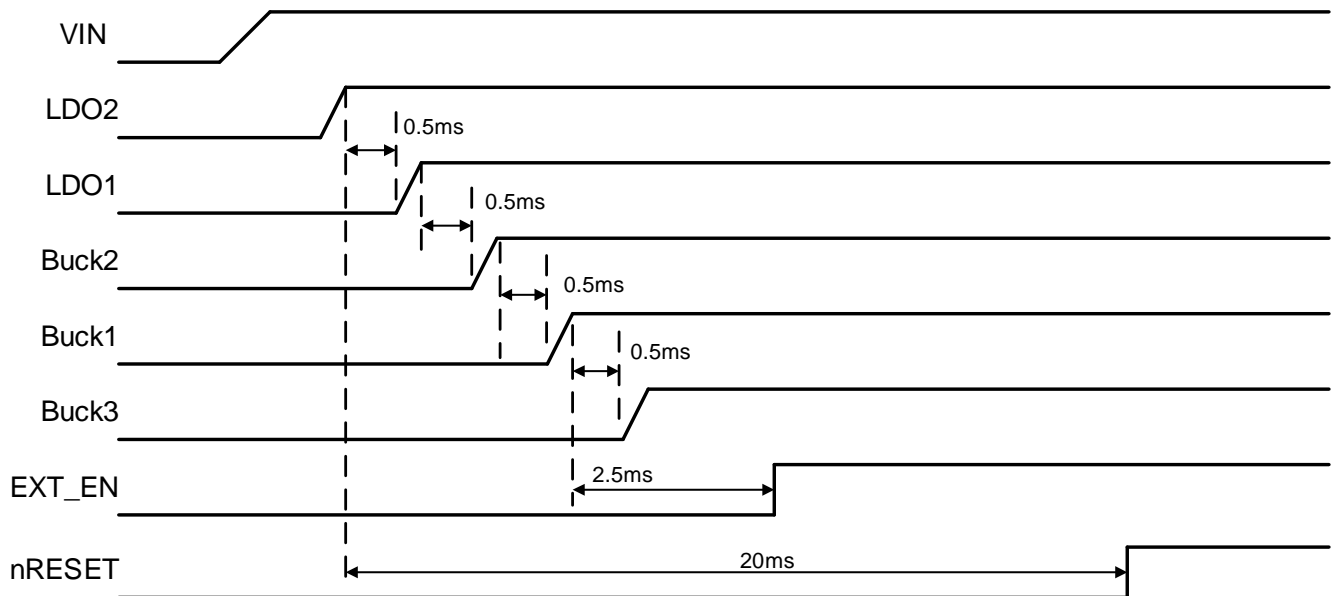 VIN
LDO2
0.5ms
LDO1
0.5ms
Buck2
0.5ms
Buck1
0.5ms
Buck3
EXT_EN
2.5ms
nRESET
20ms